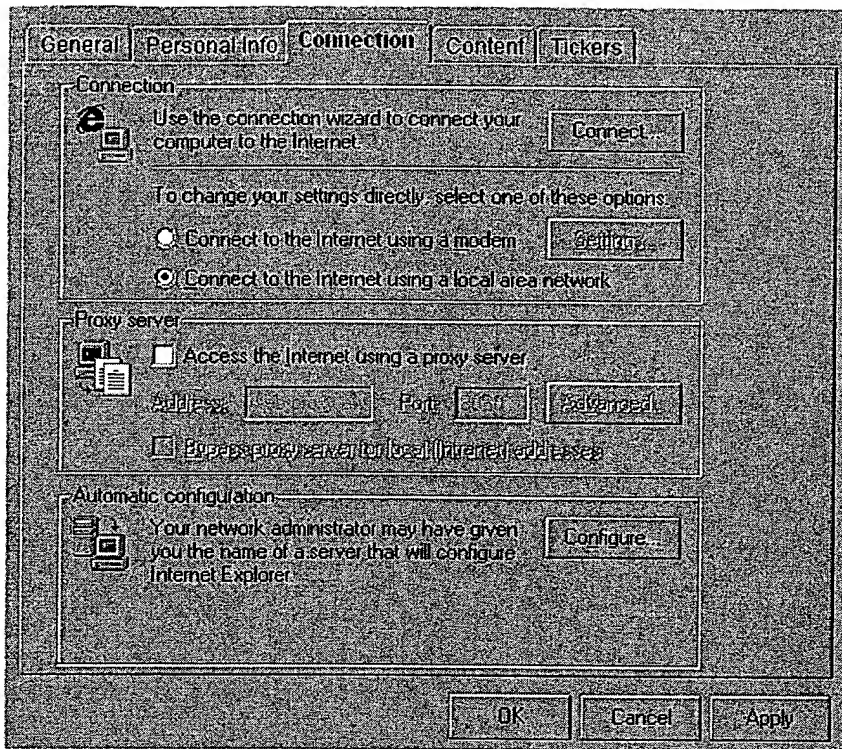 General Personal Info Connection Content Tickers
Connection
Use the connection wizard to connect your
computer to the Internet.
Connect...
To change your settings directly, select one of these options.
Connect to the Internet using a modem
Settings...
Connect to the Internet using a local area network
Proxy server
Access the Internet using a proxy server
Address: Port: Advanced...
Bypass proxy server for local (Intranet) addresses
Automatic configuration
Your network administrator may have given
you the name of a server that will configure
Internet Explorer.
Configure...
OK Cancel Apply